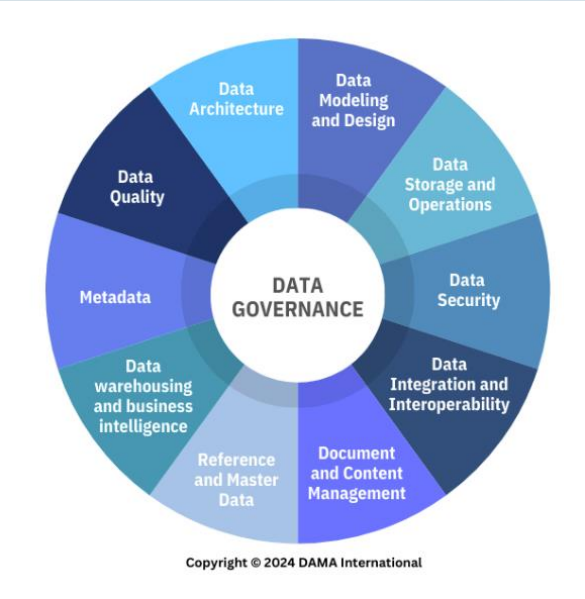 Data
Architecture
Data
Modeling
and Design
Data
Storage and
Operations
Data
Security
Data
Integration and
Interoperability
Document
and Content
Management
Reference
and Master
Data
Data
warehousing
and business
intelligence
Metadata
Data
Quality
DATA
GOVERNANCE
Copyright © 2024 DAMA International